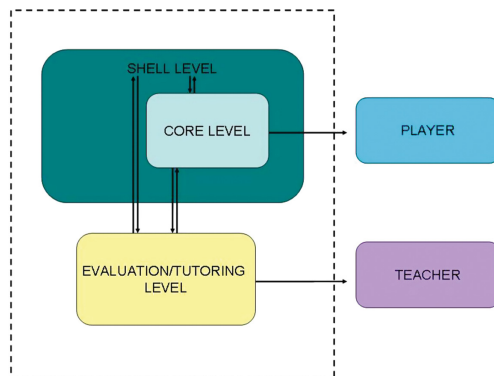 SHELL LEVEL
CORE LEVEL
PLAYER
EVALUATION/TUTORING
LEVEL
TEACHER